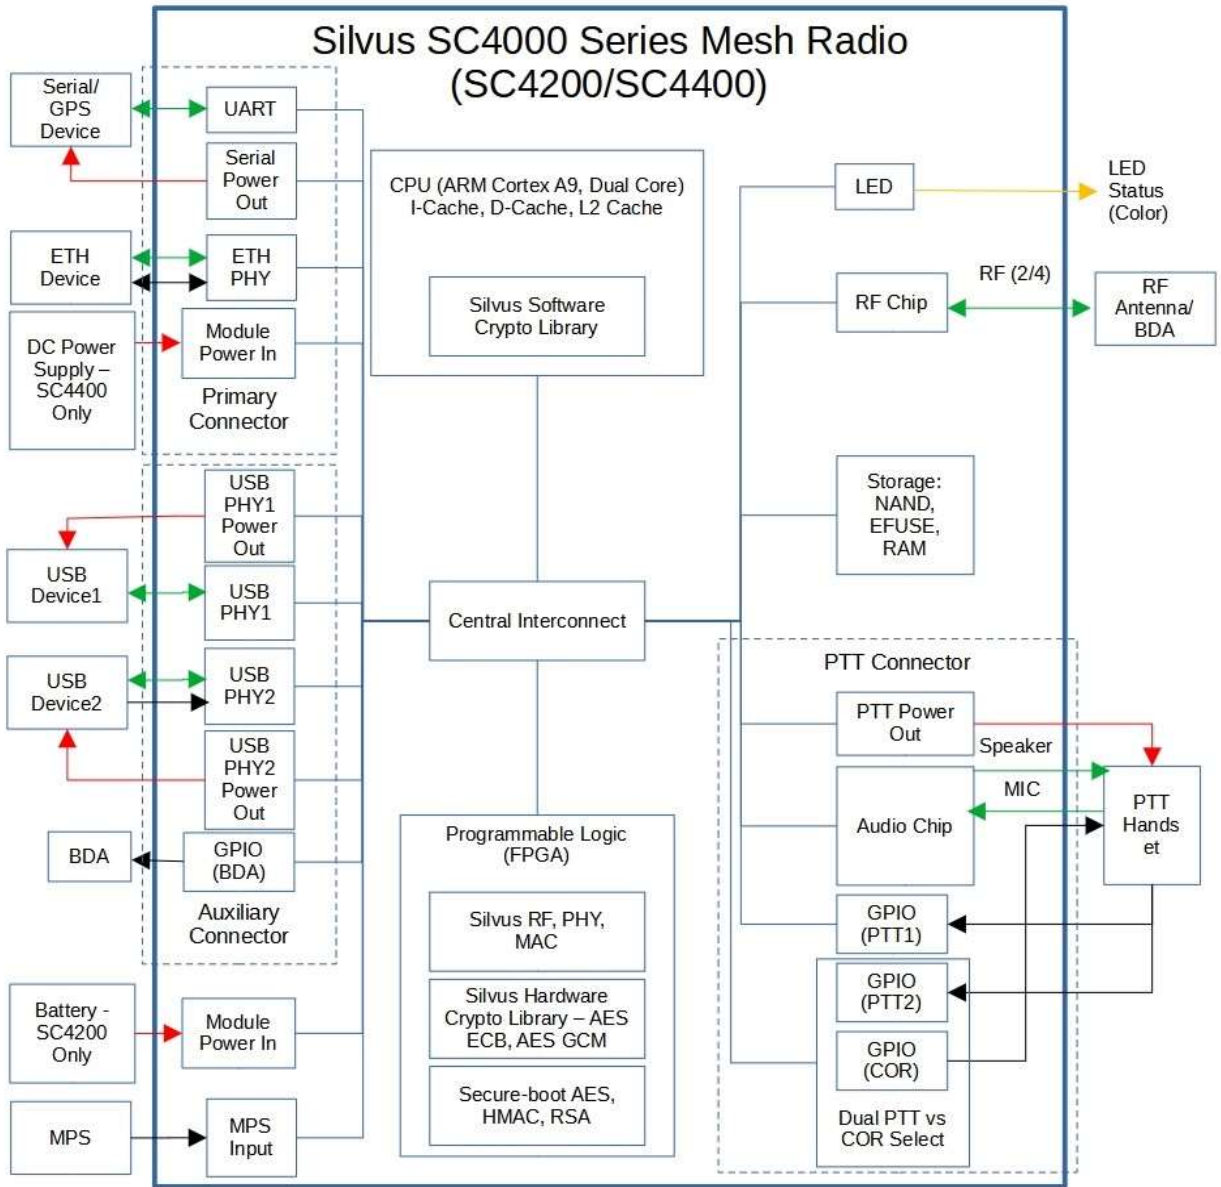 Silvus SC4000 Series Mesh Radio
(SC4200/SC4400)
Serial/
GPS
Device
UART
Serial
Power
Out
ETH
Device
ETH
PHY
DC Power
Supply –
SC4400
Only
Module
Power In
Primary
Connector
USB
PHY1
Power
Out
USB
Device1
USB
PHY1
USB
Device2
USB
PHY2
USB
PHY2
Power
Out
BDA
GPIO
(BDA)
Auxiliary
Connector
Battery -
SC4200
Only
Module
Power In
MPS
MPS
Input
CPU (ARM Cortex A9, Dual Core)
I-Cache, D-Cache, L2 Cache
Silvus Software
Crypto Library
Central Interconnect
Programmable Logic
(FPGA)
Silvus RF, PHY,
MAC
Silvus Hardware
Crypto Library – AES
ECB, AES GCM
Secure-boot AES,
HMAC, RSA
LED
LED
Status
(Color)
RF Chip
RF (2/4)
RF
Antenna/
BDA
Storage:
NAND,
EFUSE,
RAM
PTT Connector
PTT Power
Out
Speaker
MIC
Audio Chip
PTT
Hands
et
GPIO
(PTT1)
GPIO
(PTT2)
GPIO
(COR)
Dual PTT vs
COR Select